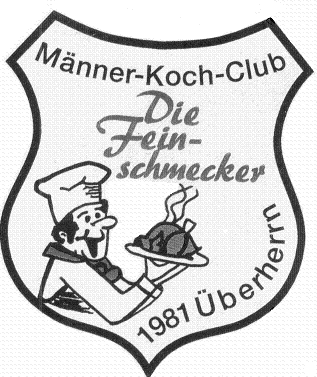 Männer-Koch-Club
Die
Fein-
schmecker
1981 Überherrn